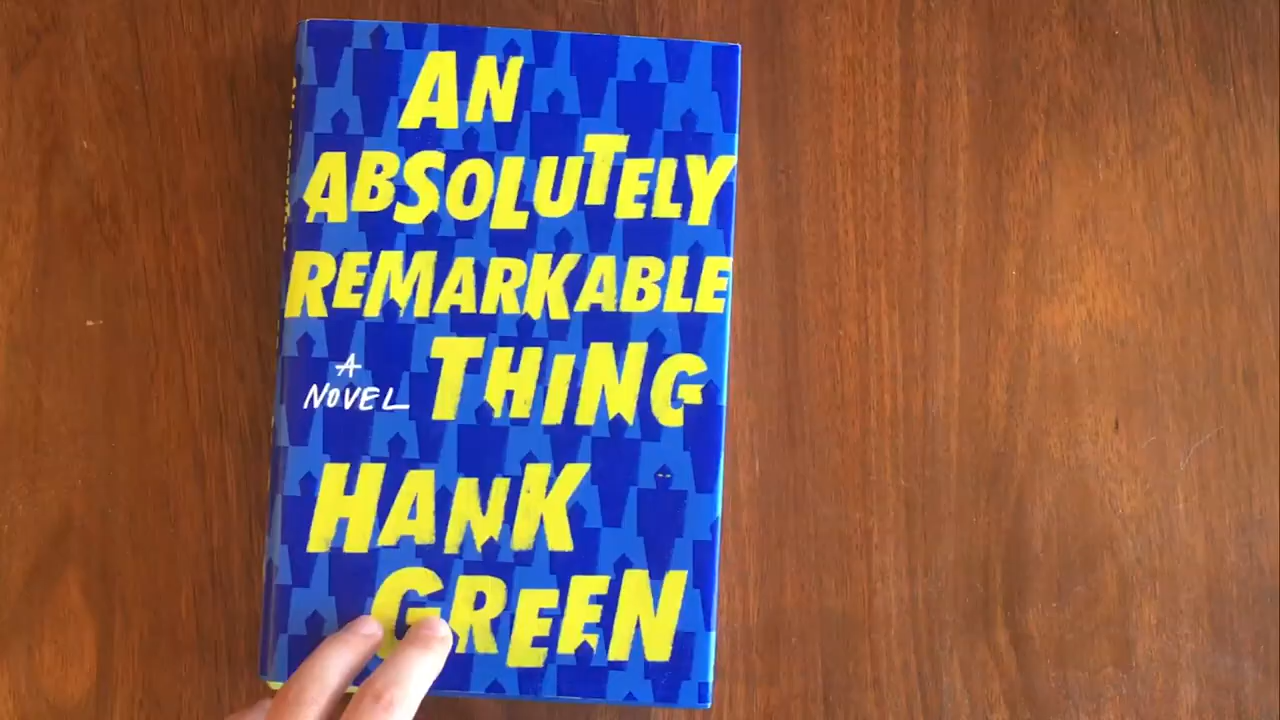 AN
ABSOLUTELY
REMARKABLE
A
NOVEL THING
HANK
GREEN